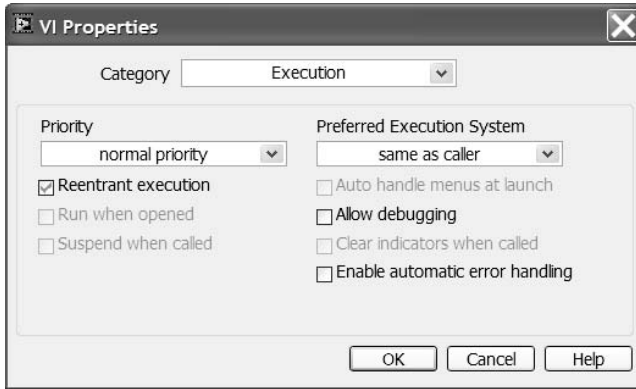 VI Properties
Category Execution
Priority
normal priority
Reentrant execution
Run when opened
Suspend when called
Preferred Execution System
same as caller
Auto handle menus at launch
Allow debugging
Clear indicators when called
Enable automatic error handling
OK Cancel Help